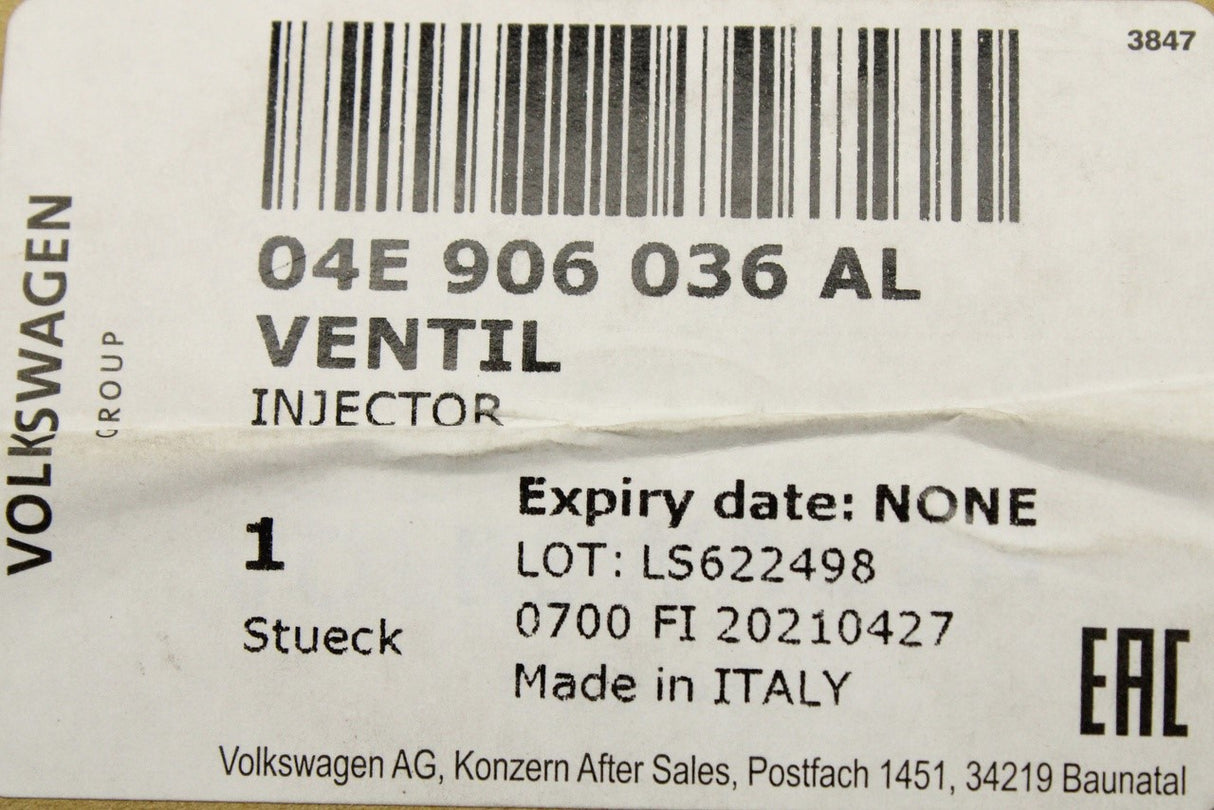 3847
VOLKSWAGEN
GROUP
04E 906 036 AL
VENTIL
INJECTOR
1
Stueck
Expiry date: NONE
LOT: LS622498
0700 FI 20210427
Made in ITALY
EAC
Volkswagen AG, Konzern After Sales, Postfach 1451, 34219 Baunatal